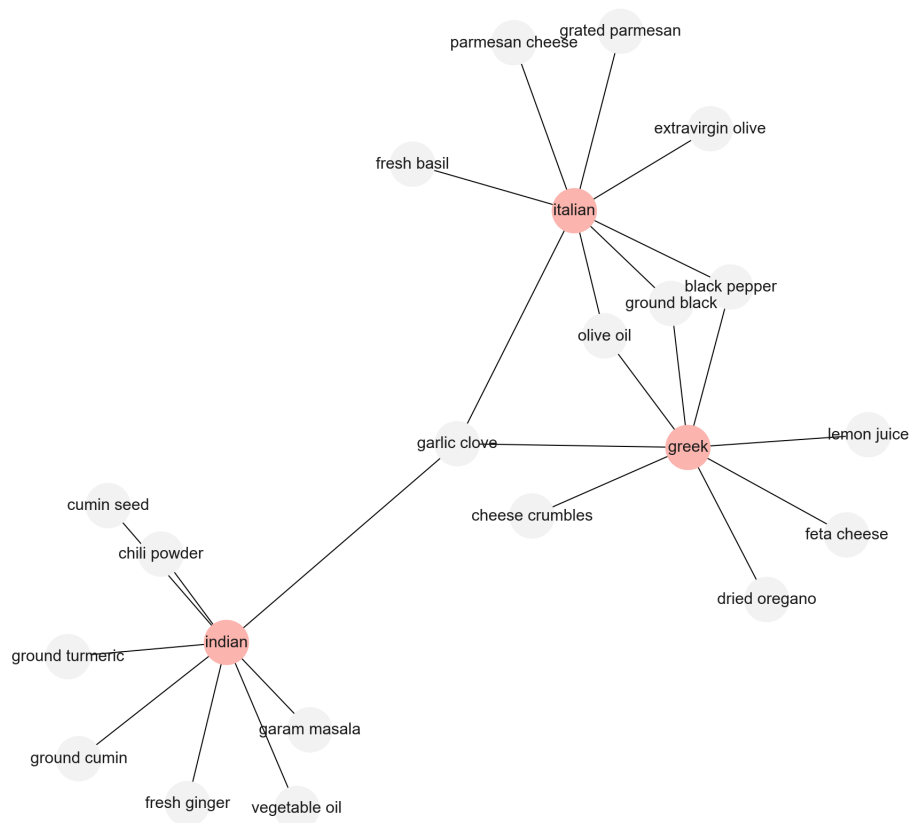 grated parmesan
parmesan cheese
extravirgin olive
fresh basil
italian
black pepper
ground black
olive oil
lemon juice
garlic clove
greek
cumin seed
cheese crumbles
feta cheese
chili powder
dried oregano
indian
ground turmeric
garam masala
ground cumin
fresh ginger
vegetable oil